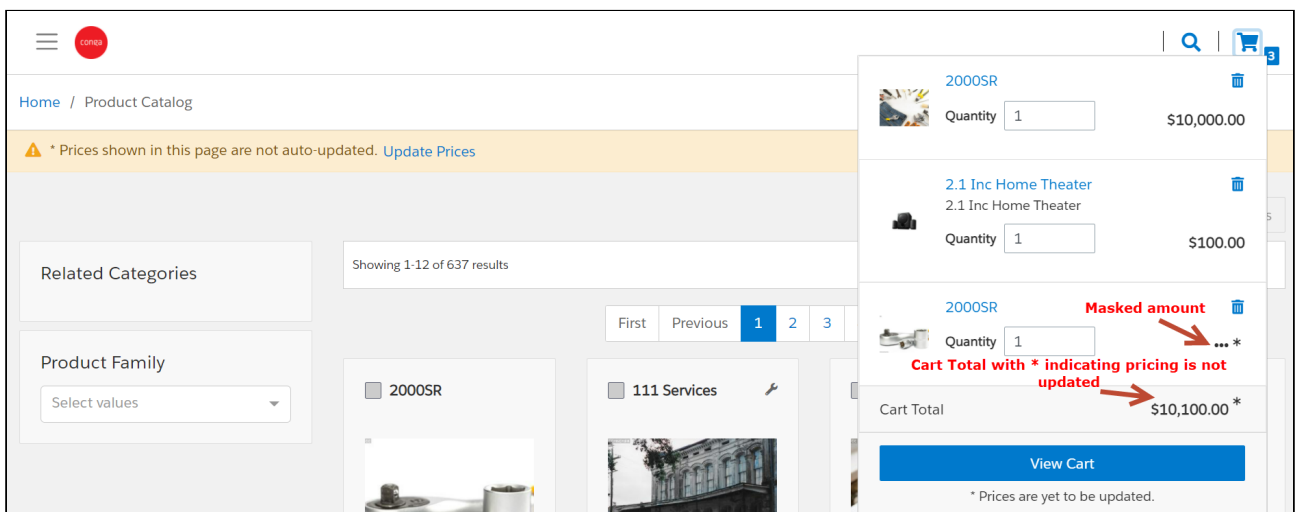 conga
3
Home / Product Catalog
* Prices shown in this page are not auto-updated. Update Prices
2000SR
Quantity 1
$10,000.00
2.1 Inc Home Theater
2.1 Inc Home Theater
Quantity 1
$100.00
2000SR
Masked amount
Quantity 1
... *
Cart Total with * indicating pricing is not
updated
Cart Total
$10,100.00 *
View Cart
* Prices are yet to be updated.
s
Related Categories
Showing 1-12 of 637 results
First Previous 1 2 3
Product Family
Select values
2000SR
111 Services